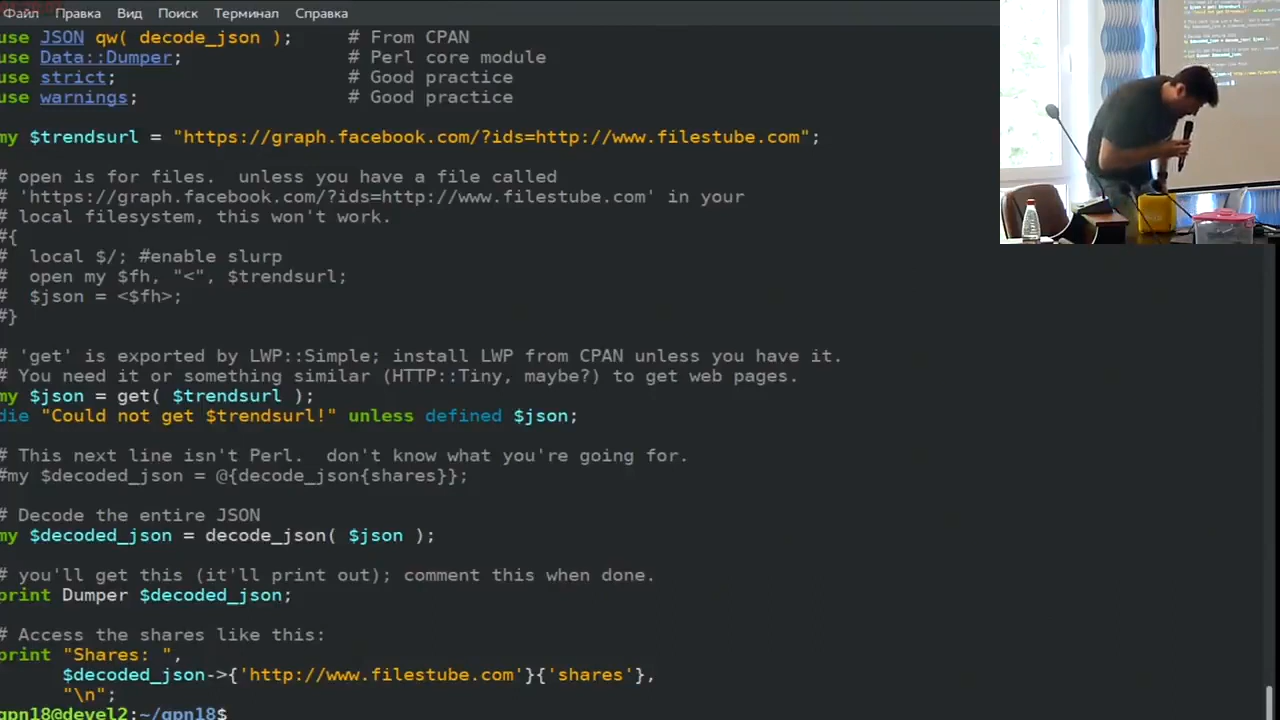 Файл Правка Вид Поиск Терминал Справка
use JSON qw( decode_json );     # From CPAN
use Data::Dumper;               # Perl core module
use strict;                     # Good practice
use warnings;                   # Good practice
my $trendsurl = "https://graph.facebook.com/?ids=http://www.filestube.com";
# open is for files.  unless you have a file called
# 'https://graph.facebook.com/?ids=http://www.filestube.com' in your
# local filesystem, this won't work.
#{
#  local $/; #enable slurp
#  open my $fh, "<", $trendsurl;
#  $json = <$fh>;
#}
# 'get' is exported by LWP::Simple; install LWP from CPAN unless you have it.
# You need it or something similar (HTTP::Tiny, maybe?) to get web pages.
my $json = get( $trendsurl );
die "Could not get $trendsurl!" unless defined $json;
# This next line isn't Perl.  don't know what you're going for.
#my $decoded_json = @{decode_json{shares}};
# Decode the entire JSON
my $decoded_json = decode_json( $json );
# you'll get this (it'll print out); comment this when done.
print Dumper $decoded_json;
# Access the shares like this:
print "Shares: ",
      $decoded_json->{'http://www.filestube.com'}{'shares'},
      "\n";
gpn18@devel2:~/gpn18$